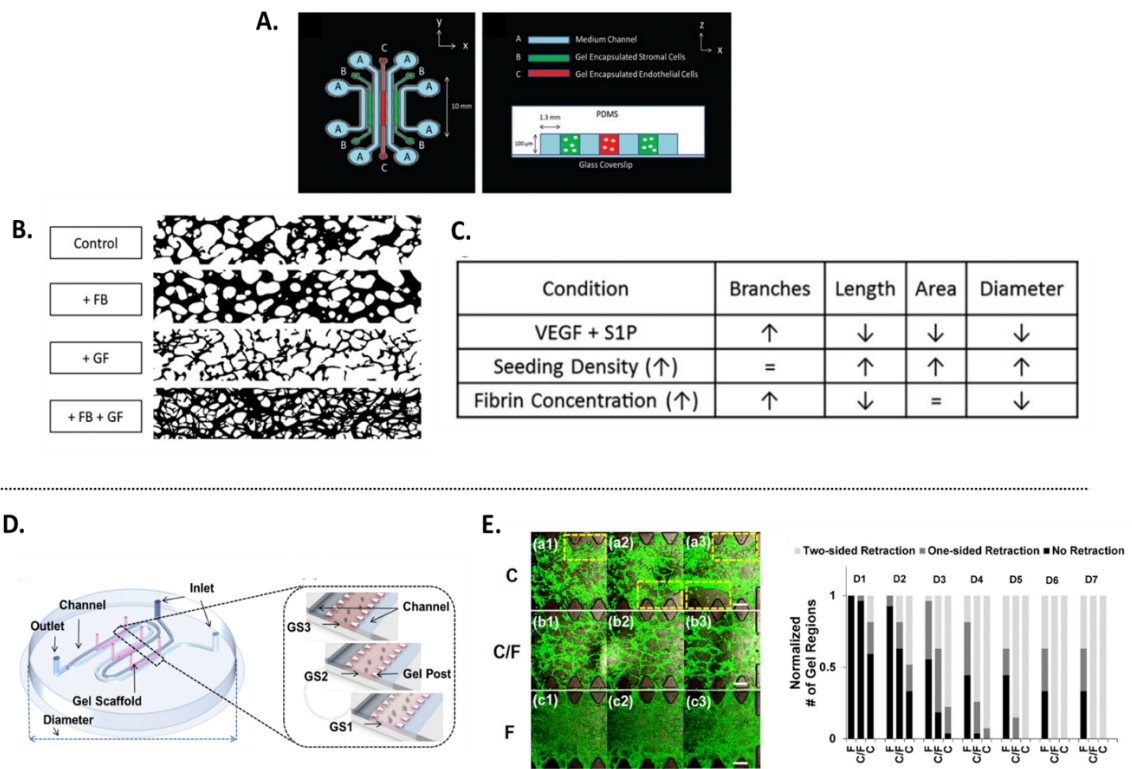 A.
y
x
C
A
A
B
B
A
A
10 mm
A
A
B
B
A
A
C
z
x
A Medium Channel
B Gel Encapsulated Stromal Cells
C Gel Encapsulated Endothelial Cells
PDMS
1.3 mm
100 µm
Glass Coverslip
B.
Control
+ FB
+ GF
+ FB + GF
C.
Condition Branches Length Area Diameter
VEGF + S1P ↑ ↓ ↓ ↓
Seeding Density (↑) = ↑ ↑ ↑
Fibrin Concentration (↑) ↑ ↓ = ↓
D.
Inlet
Channel
Outlet
Gel Scaffold
Diameter
Channel
GS3
GS2
Gel Post
GS1
E.
(a1) (a2) (a3)
C
(b1) (b2) (b3)
C/F
(c1) (c2) (c3)
F
Two-sided Retraction One-sided Retraction No Retraction
D1 D2 D3 D4 D5 D6 D7
Normalized
# of Gel Regions
1
0.5
0
F C/F C F C/F C F C/F C F C/F C F C/F C F C/F C F C/F C